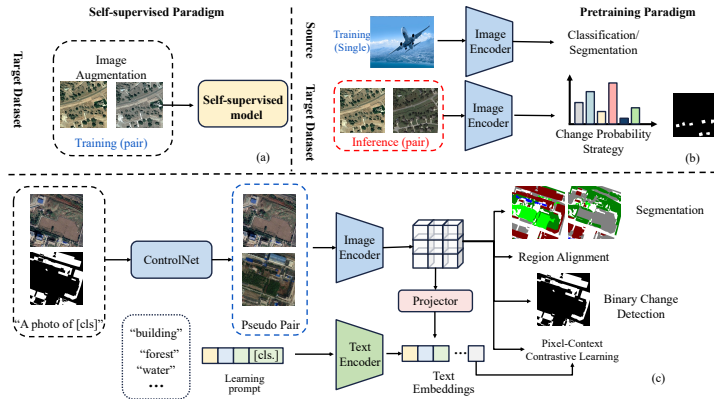 Self-supervised Paradigm
Target Dataset
Image
Augmentation
Training (pair)
Self-supervised
model
(a)
Pretraining Paradigm
Source
Training
(Single)
Image
Encoder
Classification/
Segmentation
Target Dataset
Inference (pair)
Image
Encoder
Change Probability
Strategy
(b)
"A photo of [cls]"
ControlNet
Pseudo Pair
Image
Encoder
Projector
Segmentation
Region Alignment
Binary Change
Detection
Pixel-Context
Contrastive Learning
"building"
"forest"
"water"
...
[cls.]
Learning
prompt
Text
Encoder
...
Text
Embeddings
(c)